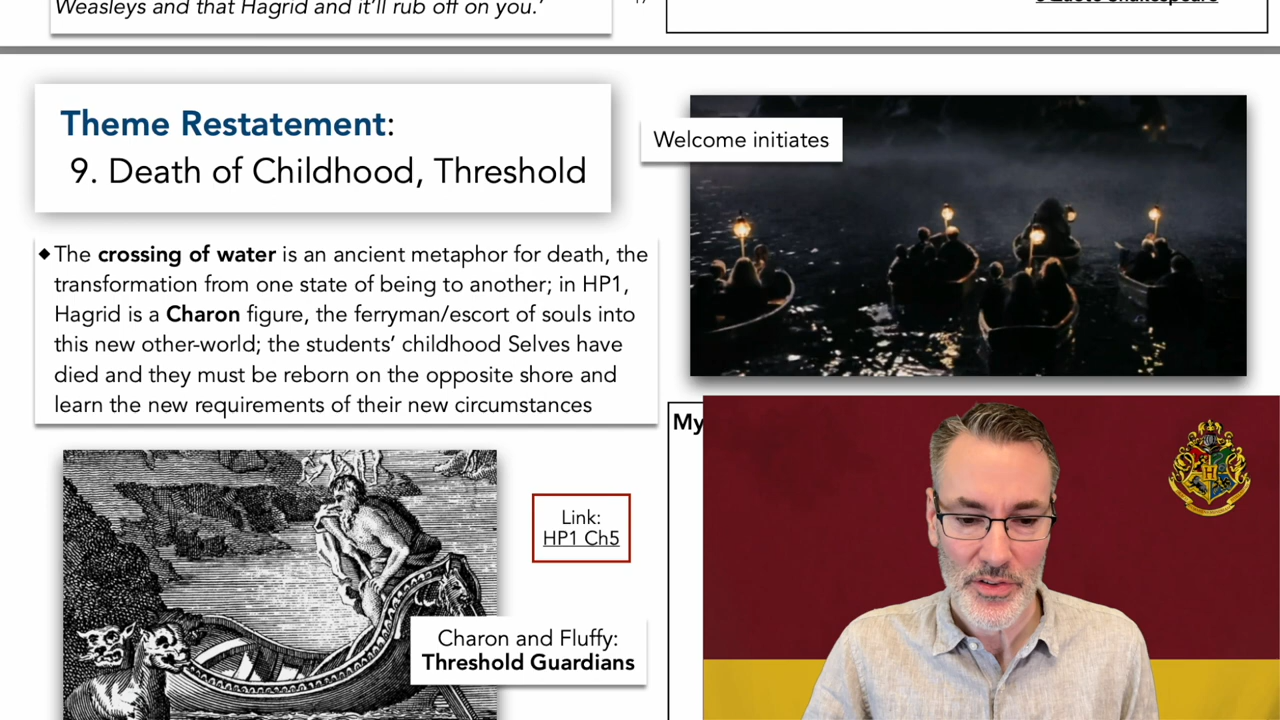 Weasleys and that Hagrid and it'll rub off on you.'
Theme Restatement:
9. Death of Childhood, Threshold
Welcome initiates
◆ The crossing of water is an ancient metaphor for death, the
transformation from one state of being to another; in HP1,
Hagrid is a Charon figure, the ferryman/escort of souls into
this new other-world; the students' childhood Selves have
died and they must be reborn on the opposite shore and
learn the new requirements of their new circumstances
My
Link:
HP1 Ch5
Charon and Fluffy:
Threshold Guardians
H